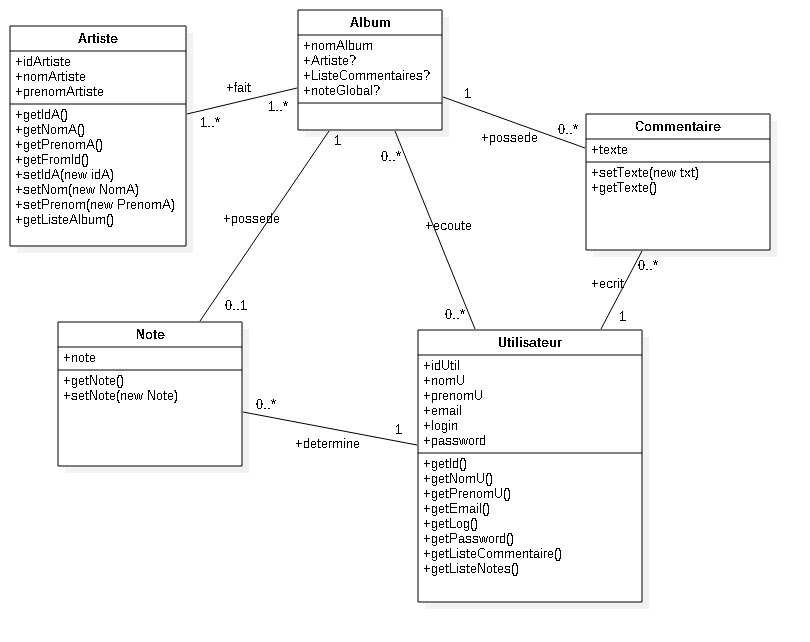 Artiste
+idArtiste
+nomArtiste
+prenomArtiste
+getIdA()
+getNomA()
+getPrenomA()
+getFromId()
+setIdA(new idA)
+setNom(new NomA)
+setPrenom(new PrenomA)
+getListeAlbum()
+fait
1..*
1..*
Album
+nomAlbum
+Artiste?
+ListeCommentaires?
+noteGlobal?
1
+possede
0..*
Commentaire
+texte
+setTexte(new txt)
+getTexte()
1
+possede
0..1
0..*
+ecoute
0..*
0..*
+ecrit
1
Note
+note
+getNote()
+setNote(new Note)
0..*
+determine
1
Utilisateur
+idUtil
+nomU
+prenomU
+email
+login
+password
+getId()
+getNomU()
+getPrenomU()
+getEmail()
+getLog()
+getPassword()
+getListeCommentaire()
+getListeNotes()